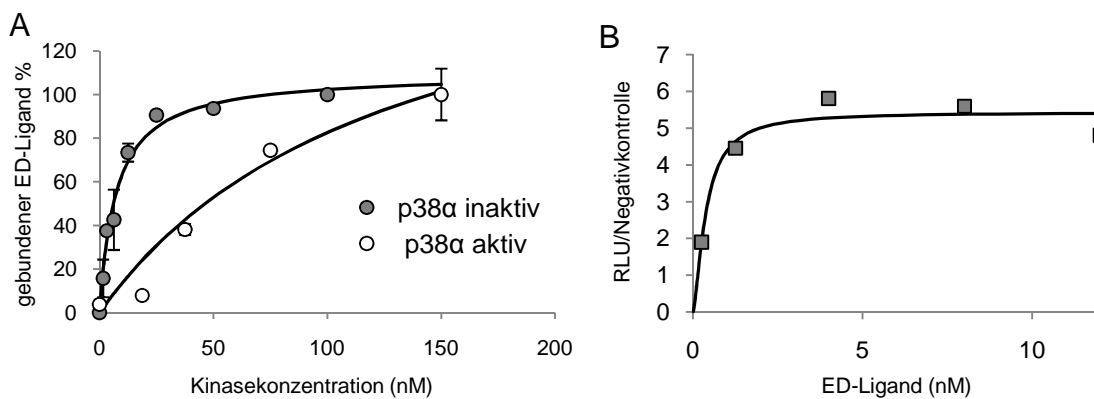 A
gebundener ED-Ligand %
120
100
80
60
40
20
0
0
50
100
150
200
Kinasekonzentration (nM)
p38α inaktiv
p38α aktiv
B
RLU/Negativkontrolle
7
6
5
4
3
2
1
0
0
5
10
ED-Ligand (nM)